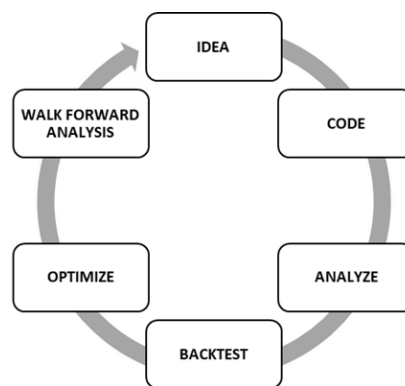 IDEA
CODE
ANALYZE
BACKTEST
OPTIMIZE
WALK FORWARD
ANALYSIS